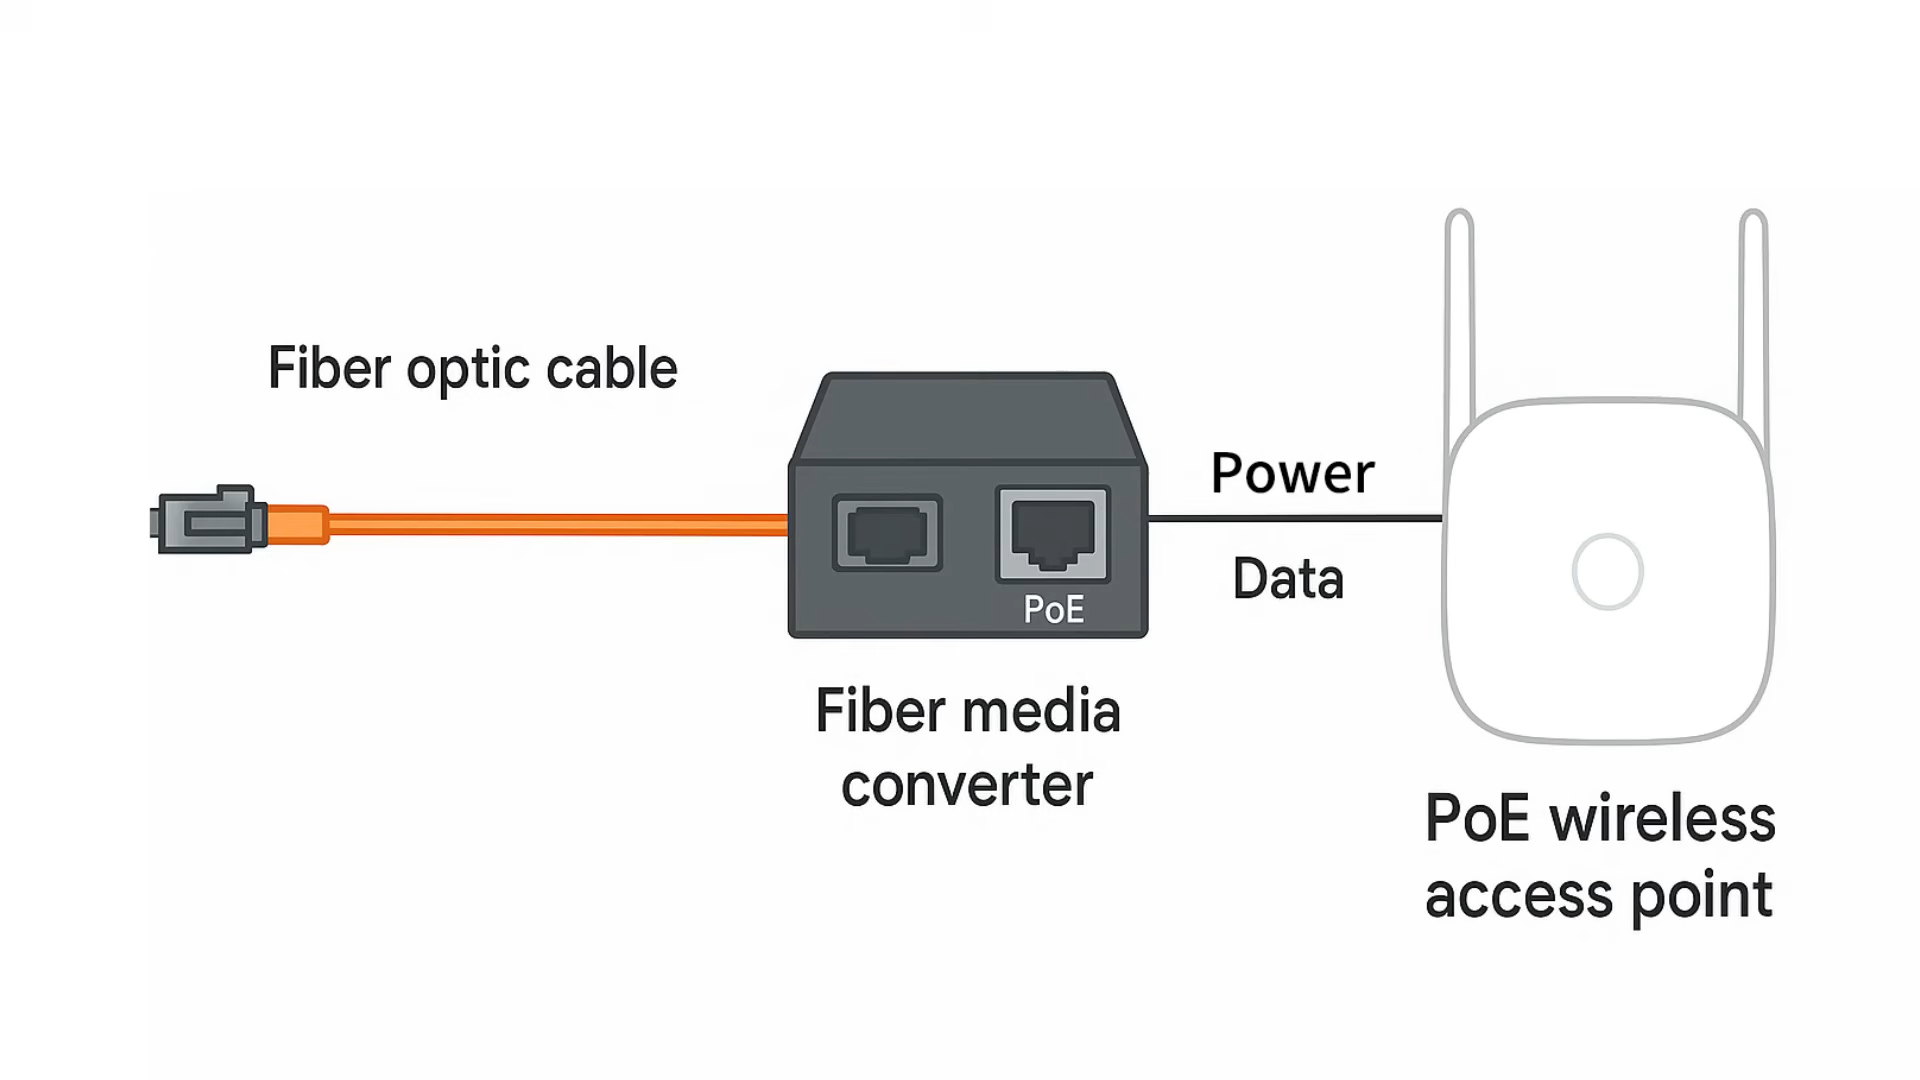 Fiber optic cable
Power
Data
PoE
Fiber media
converter
PoE wireless
access point